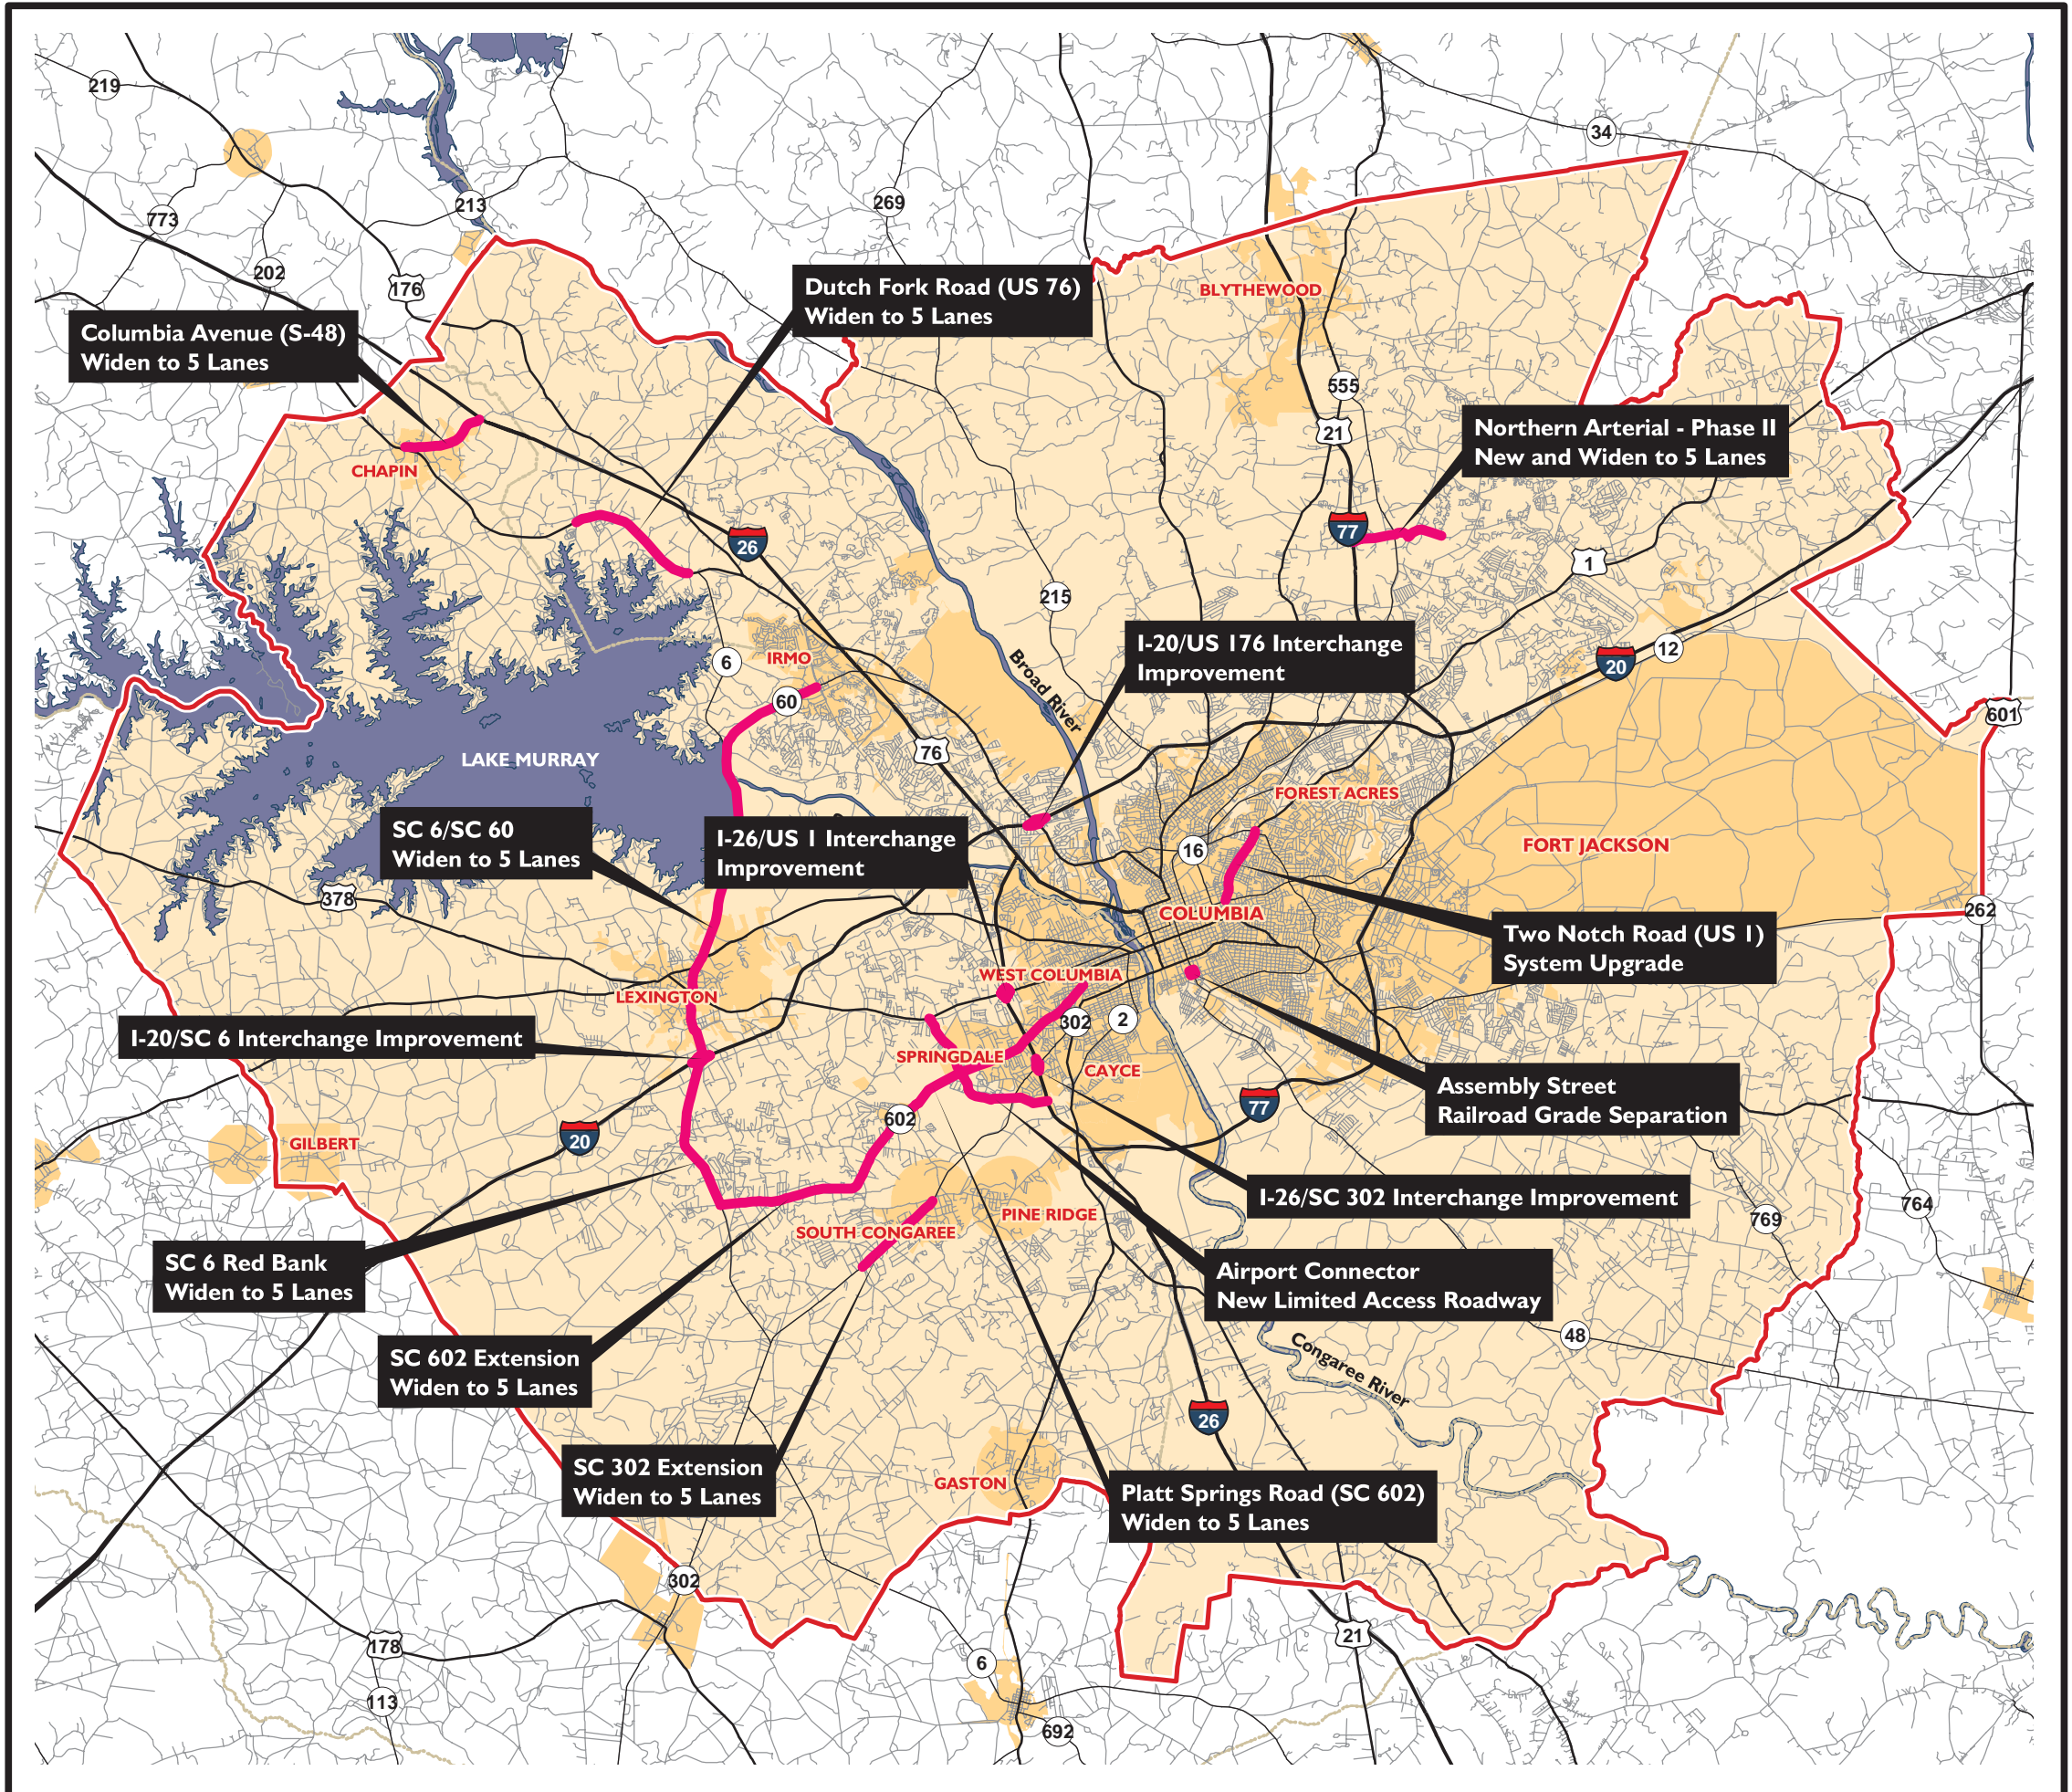 219
34
773
213
269
202
176
Dutch Fork Road (US 76)
Widen to 5 Lanes
BLYTHEWOOD
Columbia Avenue (S-48)
Widen to 5 Lanes
555
21
Northern Arterial - Phase II
New and Widen to 5 Lanes
CHAPIN
77
26
1
215
I-20/US 176 Interchange
Improvement
12
20
6
IRMO
Broad River
60
601
76
LAKE MURRAY
FOREST ACRES
SC 6/SC 60
Widen to 5 Lanes
I-26/US 1 Interchange
Improvement
16
FORT JACKSON
378
COLUMBIA
262
Two Notch Road (US 1)
System Upgrade
WEST COLUMBIA
LEXINGTON
302
2
I-20/SC 6 Interchange Improvement
SPRINGDALE
CAYCE
Assembly Street
Railroad Grade Separation
77
602
20
GILBERT
I-26/SC 302 Interchange Improvement
764
769
PINE RIDGE
SOUTH CONGAREE
SC 6 Red Bank
Widen to 5 Lanes
Airport Connector
New Limited Access Roadway
48
Congaree River
SC 602 Extension
Widen to 5 Lanes
26
SC 302 Extension
Widen to 5 Lanes
GASTON
Platt Springs Road (SC 602)
Widen to 5 Lanes
302
178
21
6
113
692